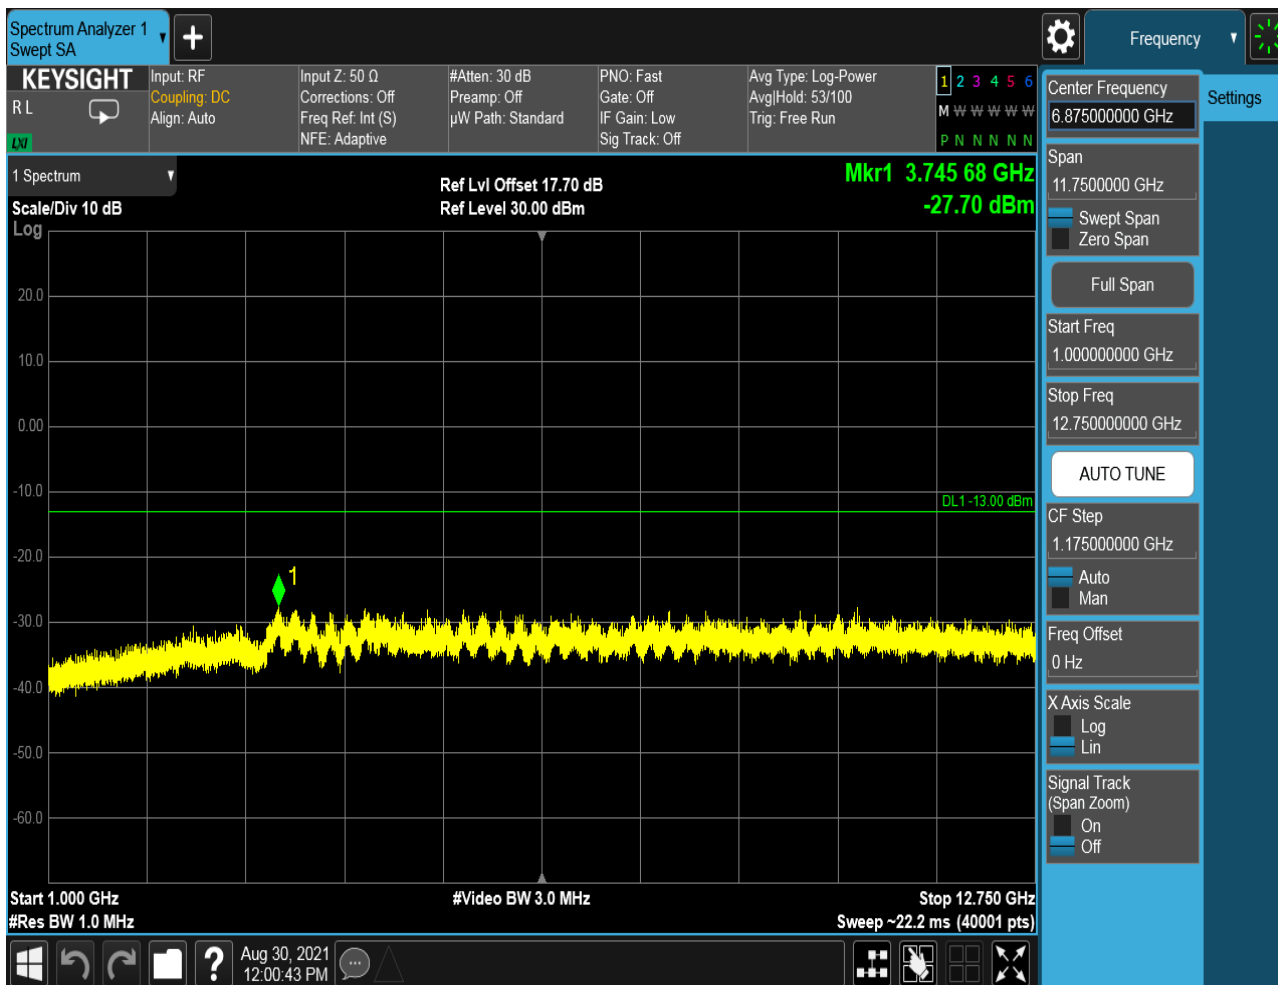 Spectrum Analyzer 1
Swept SA
+
Frequency
KEYSIGHT
R L
LXI
Input: RF
Coupling: DC
Align: Auto
Input Z: 50 Ω
Corrections: Off
Freq Ref: Int (S)
NFE: Adaptive
#Atten: 30 dB
Preamp: Off
µW Path: Standard
PNO: Fast
Gate: Off
IF Gain: Low
Sig Track: Off
Avg Type: Log-Power
Avg|Hold: 53/100
Trig: Free Run
1 2 3 4 5 6
M W W W W W
P N N N N N
1 Spectrum
Scale/Div 10 dB
Log
Ref Lvl Offset 17.70 dB
Ref Level 30.00 dBm
Mkr1 3.745 68 GHz
-27.70 dBm
20.0
10.0
0.00
-10.0
-20.0
-30.0
-40.0
-50.0
-60.0
DL1 -13.00 dBm
1
Start 1.000 GHz
#Res BW 1.0 MHz
#Video BW 3.0 MHz
Stop 12.750 GHz
Sweep ~22.2 ms (40001 pts)
Center Frequency
6.875000000 GHz
Settings
Span
11.7500000 GHz
Swept Span
Zero Span
Full Span
Start Freq
1.000000000 GHz
Stop Freq
12.750000000 GHz
AUTO TUNE
CF Step
1.175000000 GHz
Auto
Man
Freq Offset
0 Hz
X Axis Scale
Log
Lin
Signal Track
(Span Zoom)
On
Off
?
Aug 30, 2021
12:00:43 PM